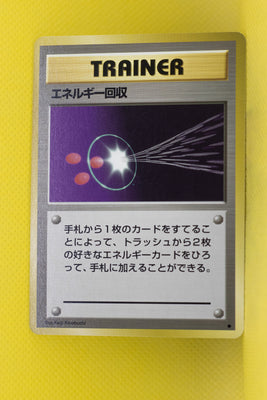 TRAINER
エネルギー回収
手札から1枚のカードをすてるこ
とによって、トラッシュから2枚
の好きなエネルギーカードをひろ
って、手札に加えることができる。
Illus. Keiji Kinebuchi